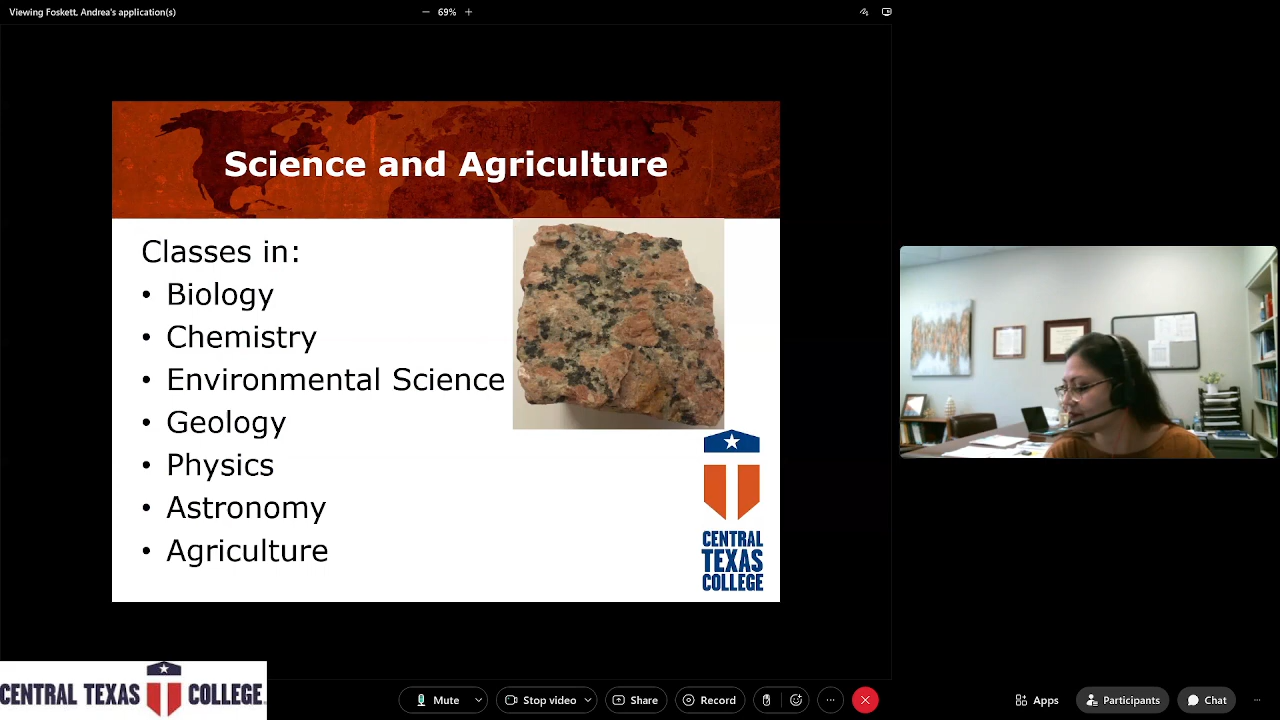 Viewing Foskett, Andrea's application(s)
69%
Science and Agriculture
Classes in:
• Biology
• Chemistry
• Environmental Science
• Geology
• Physics
• Astronomy
• Agriculture
CENTRAL
TEXAS
COLLEGE
CENTRAL TEXAS COLLEGE
Mute
Stop video
Share
Record
Apps
Participants
Chat